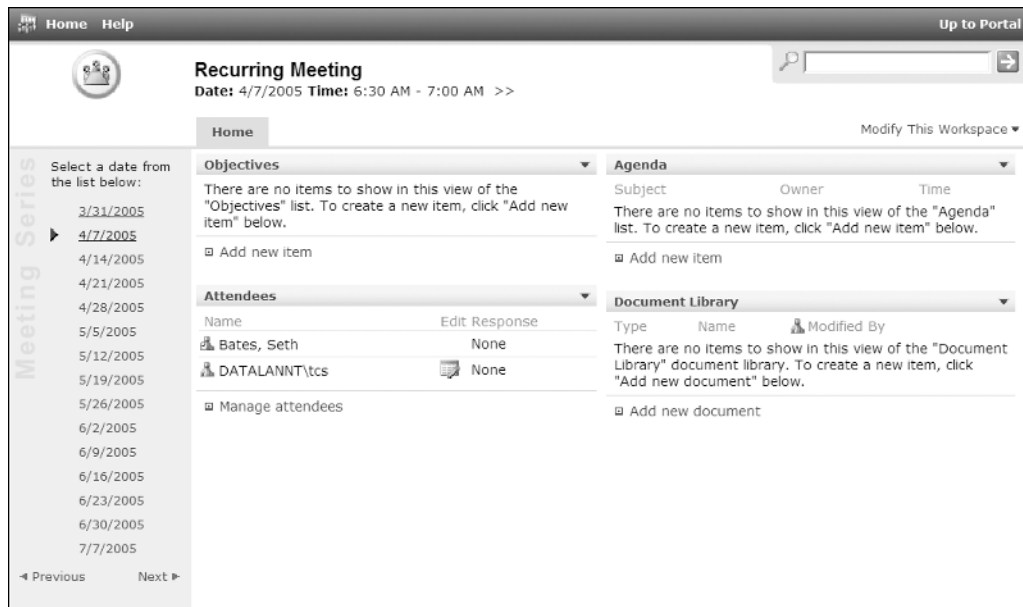 Home Help Up to Portal
Recurring Meeting
Date: 4/7/2005 Time: 6:30 AM - 7:00 AM >>
Home
Modify This Workspace
Meeting Series
Select a date from
the list below:
3/31/2005
4/7/2005
4/14/2005
4/21/2005
4/28/2005
5/5/2005
5/12/2005
5/19/2005
5/26/2005
6/2/2005
6/9/2005
6/16/2005
6/23/2005
6/30/2005
7/7/2005
Previous Next
Objectives
There are no items to show in this view of the
"Objectives" list. To create a new item, click "Add new
item" below.
Add new item
Attendees
Name Edit Response
Bates, Seth None
DATALANNT\tcs None
Manage attendees
Agenda
Subject Owner Time
There are no items to show in this view of the "Agenda"
list. To create a new item, click "Add new item" below.
Add new item
Document Library
Type Name Modified By
There are no items to show in this view of the "Document
Library" document library. To create a new item, click
"Add new document" below.
Add new document